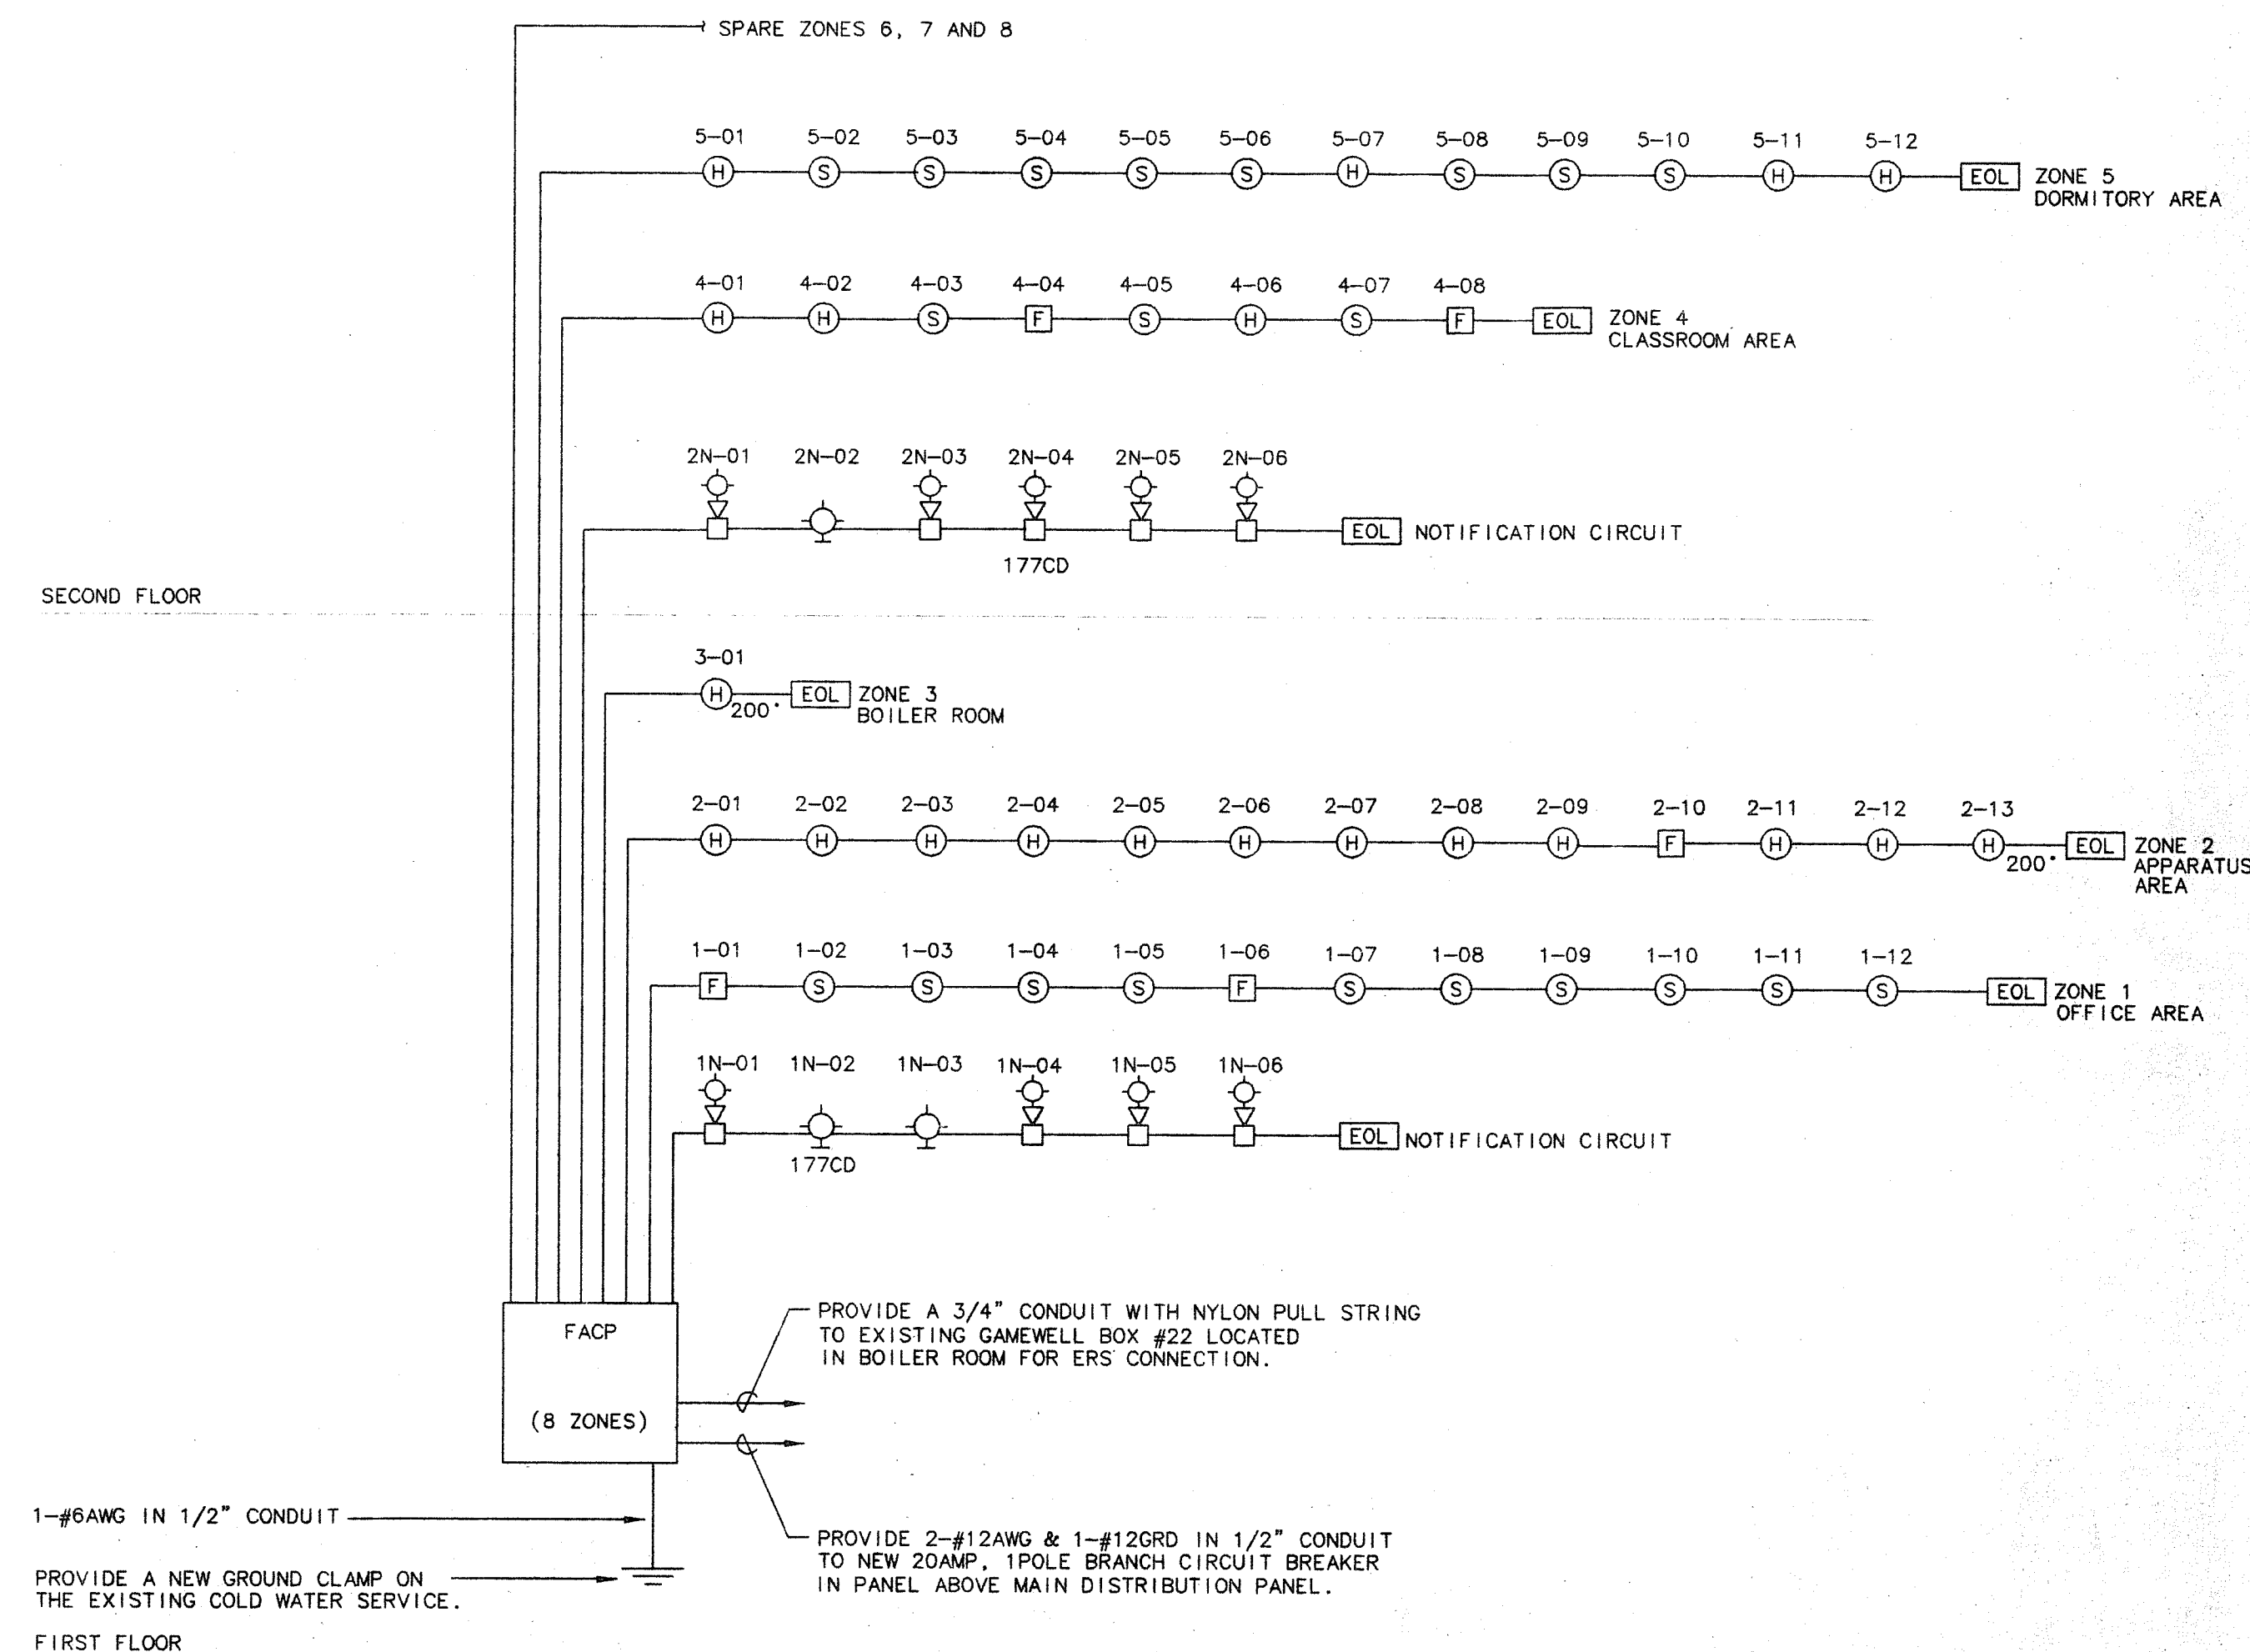 SPARE ZONES 6, 7 AND 8
5-01 5-02 5-03 5-04 5-05 5-06 5-07 5-08 5-09 5-10 5-11 5-12
H S S S S S H S S S H H EOL ZONE 5
DORMITORY AREA
4-01 4-02 4-03 4-04 4-05 4-06 4-07 4-08
H H S F S H S F EOL ZONE 4
CLASSROOM AREA
2N-01 2N-02 2N-03 2N-04 2N-05 2N-06
EOL NOTIFICATION CIRCUIT
177CD
SECOND FLOOR
3-01
H EOL ZONE 3
200° BOILER ROOM
2-01 2-02 2-03 2-04 2-05 2-06 2-07 2-08 2-09 2-10 2-11 2-12 2-13
H H H H H H H H H F H H H EOL ZONE 2
200° APPARATUS
AREA
1-01 1-02 1-03 1-04 1-05 1-06 1-07 1-08 1-09 1-10 1-11 1-12
F S S S S F S S S S S S EOL ZONE 1
OFFICE AREA
1N-01 1N-02 1N-03 1N-04 1N-05 1N-06
EOL NOTIFICATION CIRCUIT
177CD
FACP
(8 ZONES)
PROVIDE A 3/4" CONDUIT WITH NYLON PULL STRING
TO EXISTING GAMEWELL BOX #22 LOCATED
IN BOILER ROOM FOR ERS CONNECTION.
1-#6AWG IN 1/2" CONDUIT
PROVIDE 2-#12AWG & 1-#12GRD IN 1/2" CONDUIT
TO NEW 20AMP, 1POLE BRANCH CIRCUIT BREAKER
IN PANEL ABOVE MAIN DISTRIBUTION PANEL.
PROVIDE A NEW GROUND CLAMP ON
THE EXISTING COLD WATER SERVICE.
FIRST FLOOR